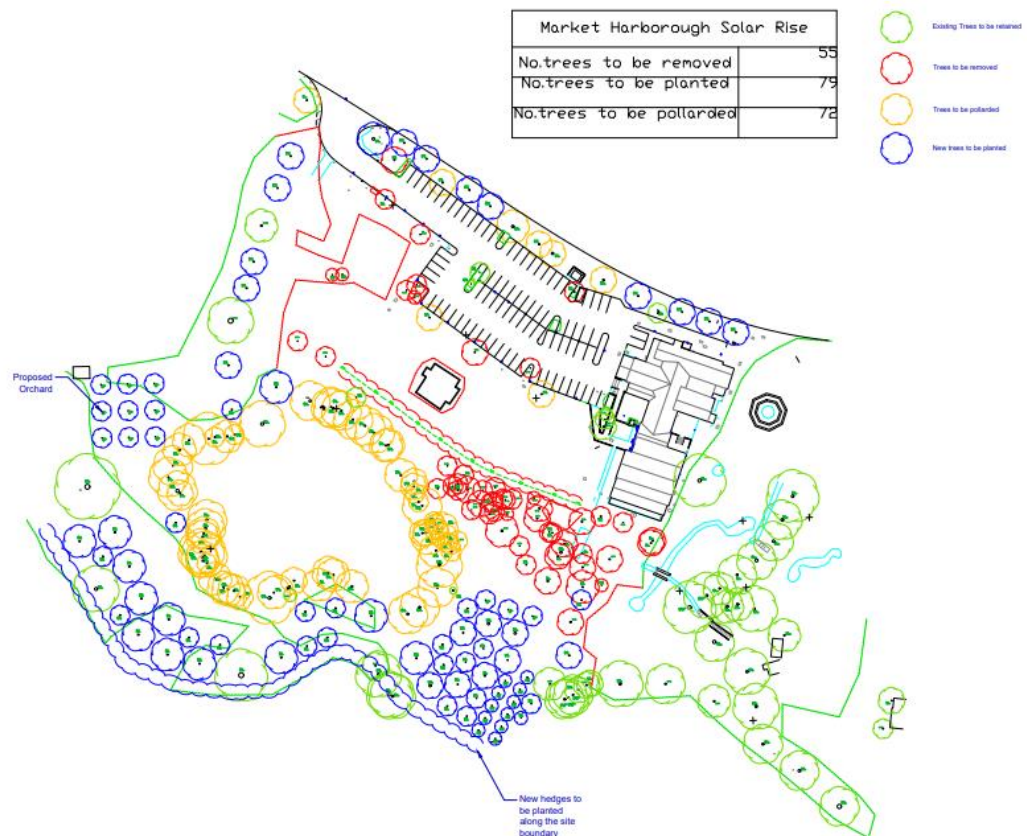 Market Harborough Solar Rise
No.trees to be removed 55
No.trees to be planted 79
No.trees to be pollarded 72
Existing Trees to be retained
Trees to be removed
Trees to be pollarded
New trees to be planted
Proposed
Orchard
New hedges to
be planted
along the site
boundary